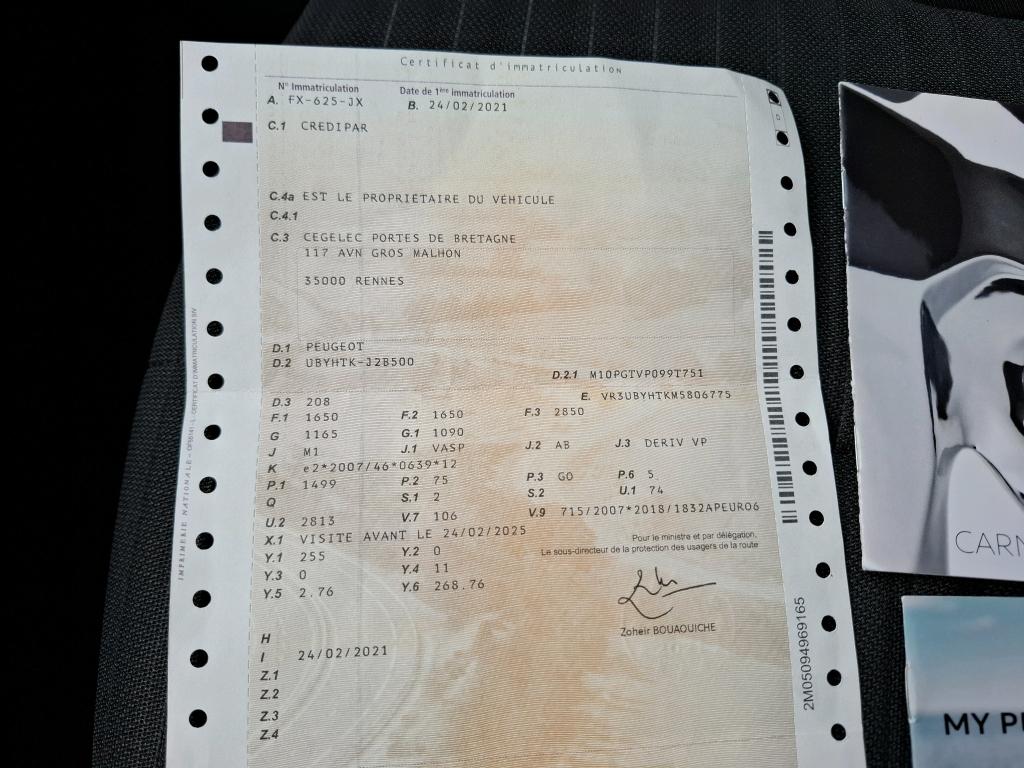 Certificat d'immatriculation
N° Immatriculation Date de 1ère immatriculation
A. FX-625-JX B. 24/02/2021
C.1 CREDIPAR
C.4a EST LE PROPRIÉTAIRE DU VÉHICULE
C.4.1
C.3 CEGELEC PORTES DE BRETAGNE
117 AVN GROS MALHON
35000 RENNES
D.1 PEUGEOT
D.2 UBYHTK-J2B500
D.2.1 M10PGTVP099T751
E. VR3UBYHTKM5806775
D.3 208
F.1 1650 F.2 1650 F.3 2850
G 1165 G.1 1090
J M1 J.1 VASP J.2 AB J.3 DERIV VP
K e2*2007/46*0639*12
P.1 1499 P.2 75 P.3 GO P.6 5
Q S.1 2 S.2 U.1 74
U.2 2813 V.7 106 V.9 715/2007*2018/1832APEURO6
X.1 VISITE AVANT LE 24/02/2025
Y.1 255 Y.2 0
Y.3 0 Y.4 11
Y.5 2.76 Y.6 268.76
Pour le ministre et par délégation,
Le sous-directeur de la protection des usagers de la route
Zoheir BOUAOUICHE
H
I 24/02/2021
Z.1
Z.2
Z.3
Z.4
2M05094969165
CARN
MY P